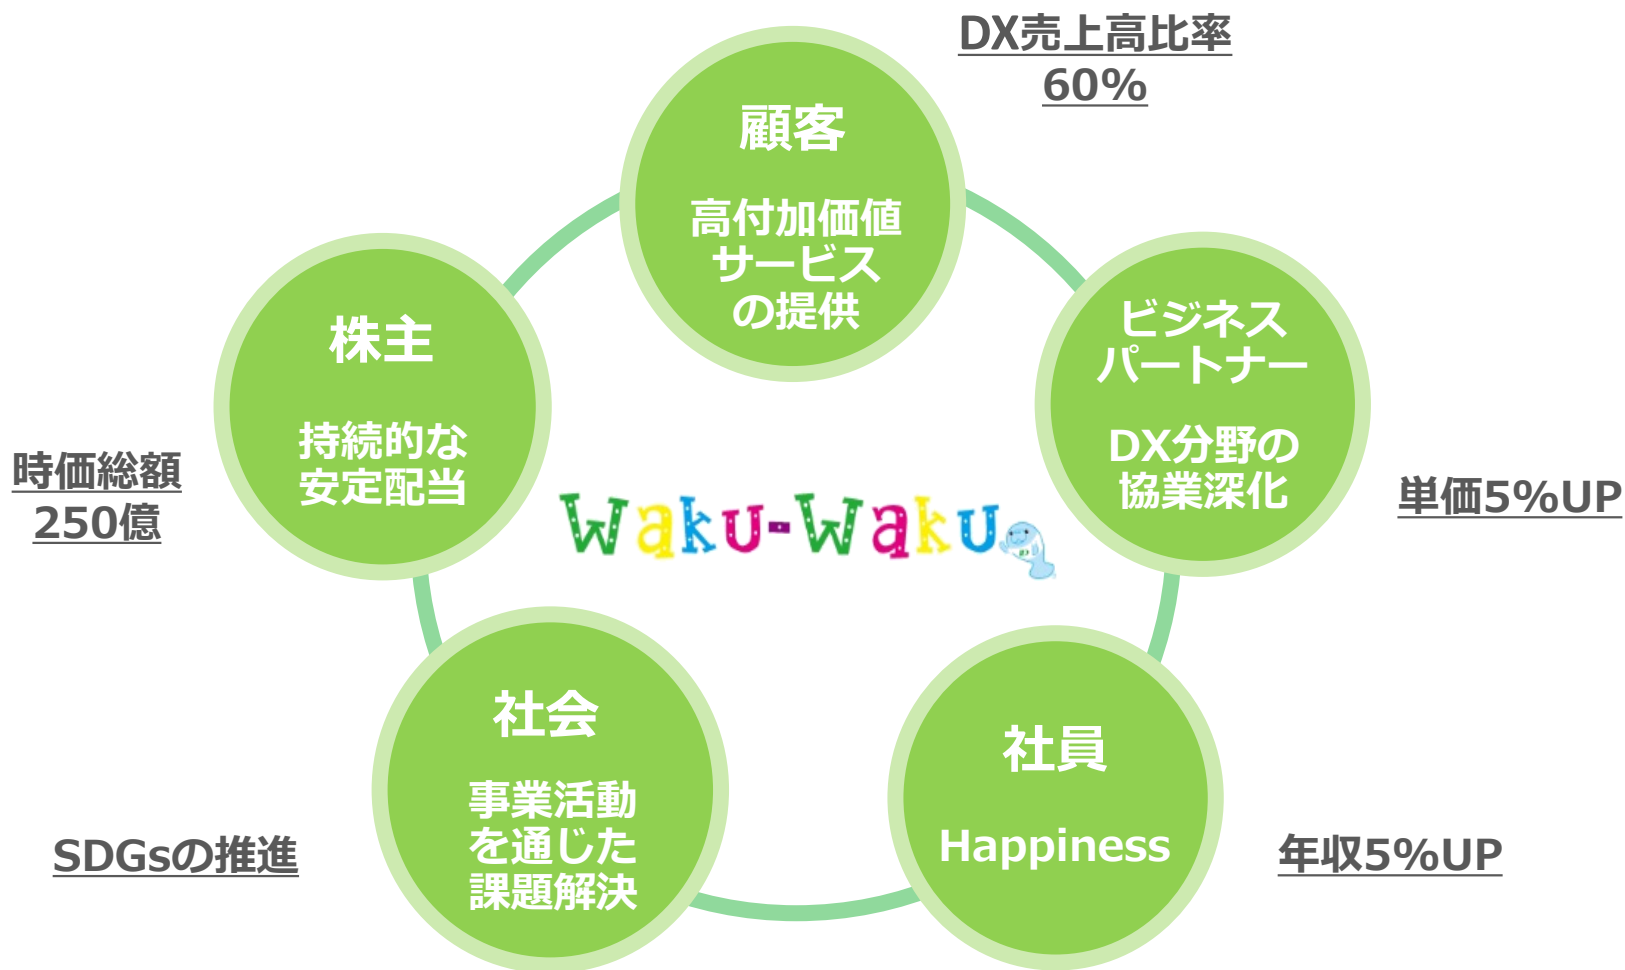 DX売上高比率
60%
顧客
高付加価値
サービス
の提供
ビジネス
パートナー
DX分野の
協業深化
単価5%UP
社員
Happiness
年収5%UP
社会
事業活動
を通じた
課題解決
SDGsの推進
株主
持続的な
安定配当
時価総額
250億
Waku-Waku